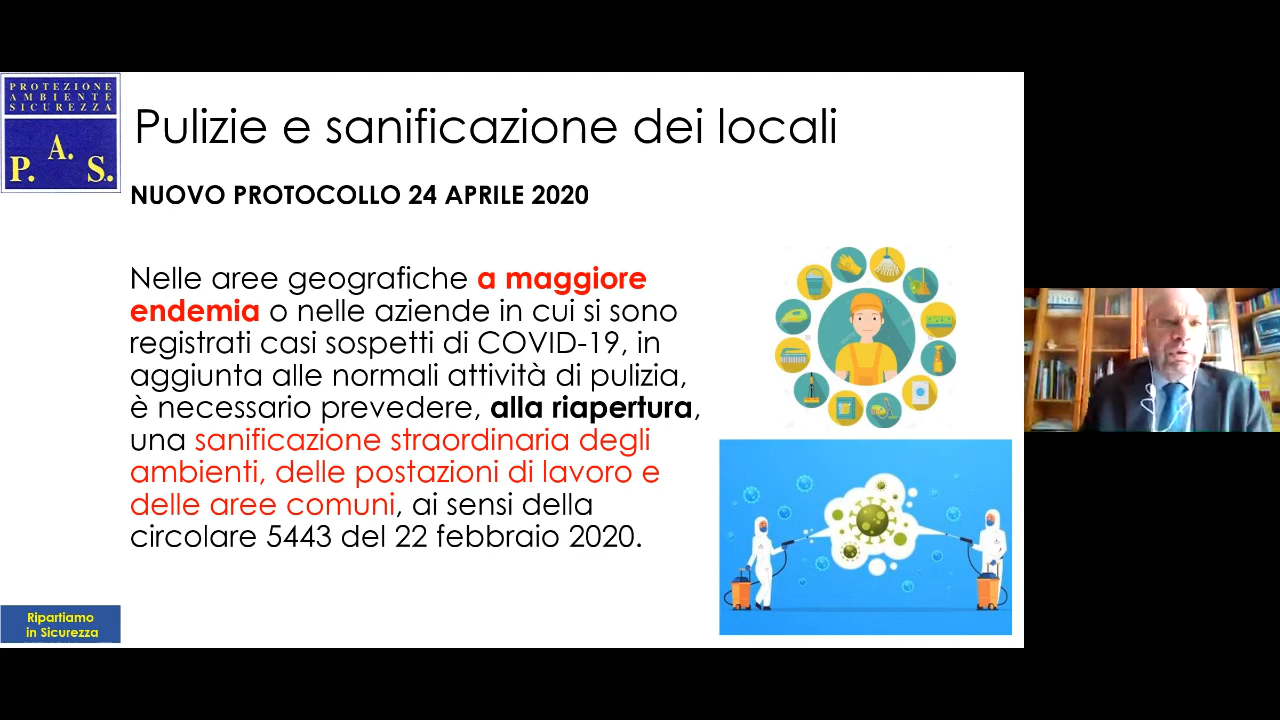 PROTEZIONE
AMBIENTE
SICUREZZA
P. A. S.
Pulizie e sanificazione dei locali
NUOVO PROTOCOLLO 24 APRILE 2020
Nelle aree geografiche a maggiore
endemia o nelle aziende in cui si sono
registrati casi sospetti di COVID-19, in
aggiunta alle normali attività di pulizia,
è necessario prevedere, alla riapertura,
una sanificazione straordinaria degli
ambienti, delle postazioni di lavoro e
delle aree comuni, ai sensi della
circolare 5443 del 22 febbraio 2020.
Ripartiamo
in Sicurezza